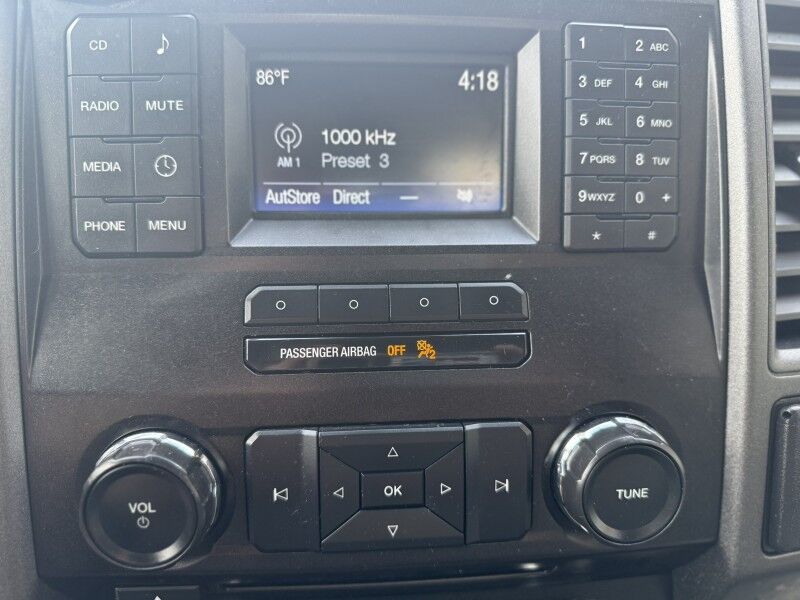 CD
RADIO MUTE
MEDIA
PHONE MENU
86°F 4:18
1000 kHz
AM 1 Preset 3
AutStore Direct —
1 2 ABC
3 DEF 4 GHI
5 JKL 6 MNO
7 PQRS 8 TUV
9 WXYZ 0 +
* #
PASSENGER AIRBAG OFF 2
VOL
OK
TUNE